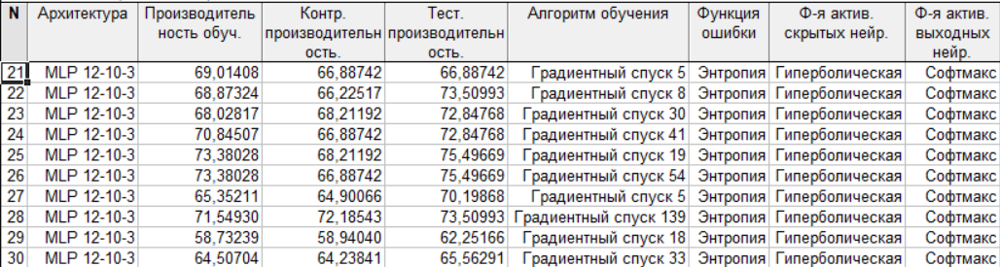 N Архитектура Производитель Контр. Тест. Алгоритм обучения Функция Ф-я актив. Ф-я актив.
ность обуч. производительн производительн ошибки скрытых нейр. выходных
ость. ость. нейр.
21 MLP 12-10-3 69,01408 66,88742 66,88742 Градиентный спуск 5 Энтропия Гиперболическая Софтмакс
22 MLP 12-10-3 68,87324 66,22517 73,50993 Градиентный спуск 8 Энтропия Гиперболическая Софтмакс
23 MLP 12-10-3 68,02817 68,21192 72,84768 Градиентный спуск 30 Энтропия Гиперболическая Софтмакс
24 MLP 12-10-3 70,84507 66,88742 72,84768 Градиентный спуск 41 Энтропия Гиперболическая Софтмакс
25 MLP 12-10-3 73,38028 68,21192 75,49669 Градиентный спуск 19 Энтропия Гиперболическая Софтмакс
26 MLP 12-10-3 73,38028 66,88742 75,49669 Градиентный спуск 54 Энтропия Гиперболическая Софтмакс
27 MLP 12-10-3 65,35211 64,90066 70,19868 Градиентный спуск 5 Энтропия Гиперболическая Софтмакс
28 MLP 12-10-3 71,54930 72,18543 73,50993 Градиентный спуск 139 Энтропия Гиперболическая Софтмакс
29 MLP 12-10-3 58,73239 58,94040 62,25166 Градиентный спуск 18 Энтропия Гиперболическая Софтмакс
30 MLP 12-10-3 64,50704 64,23841 65,56291 Градиентный спуск 33 Энтропия Гиперболическая Софтмакс